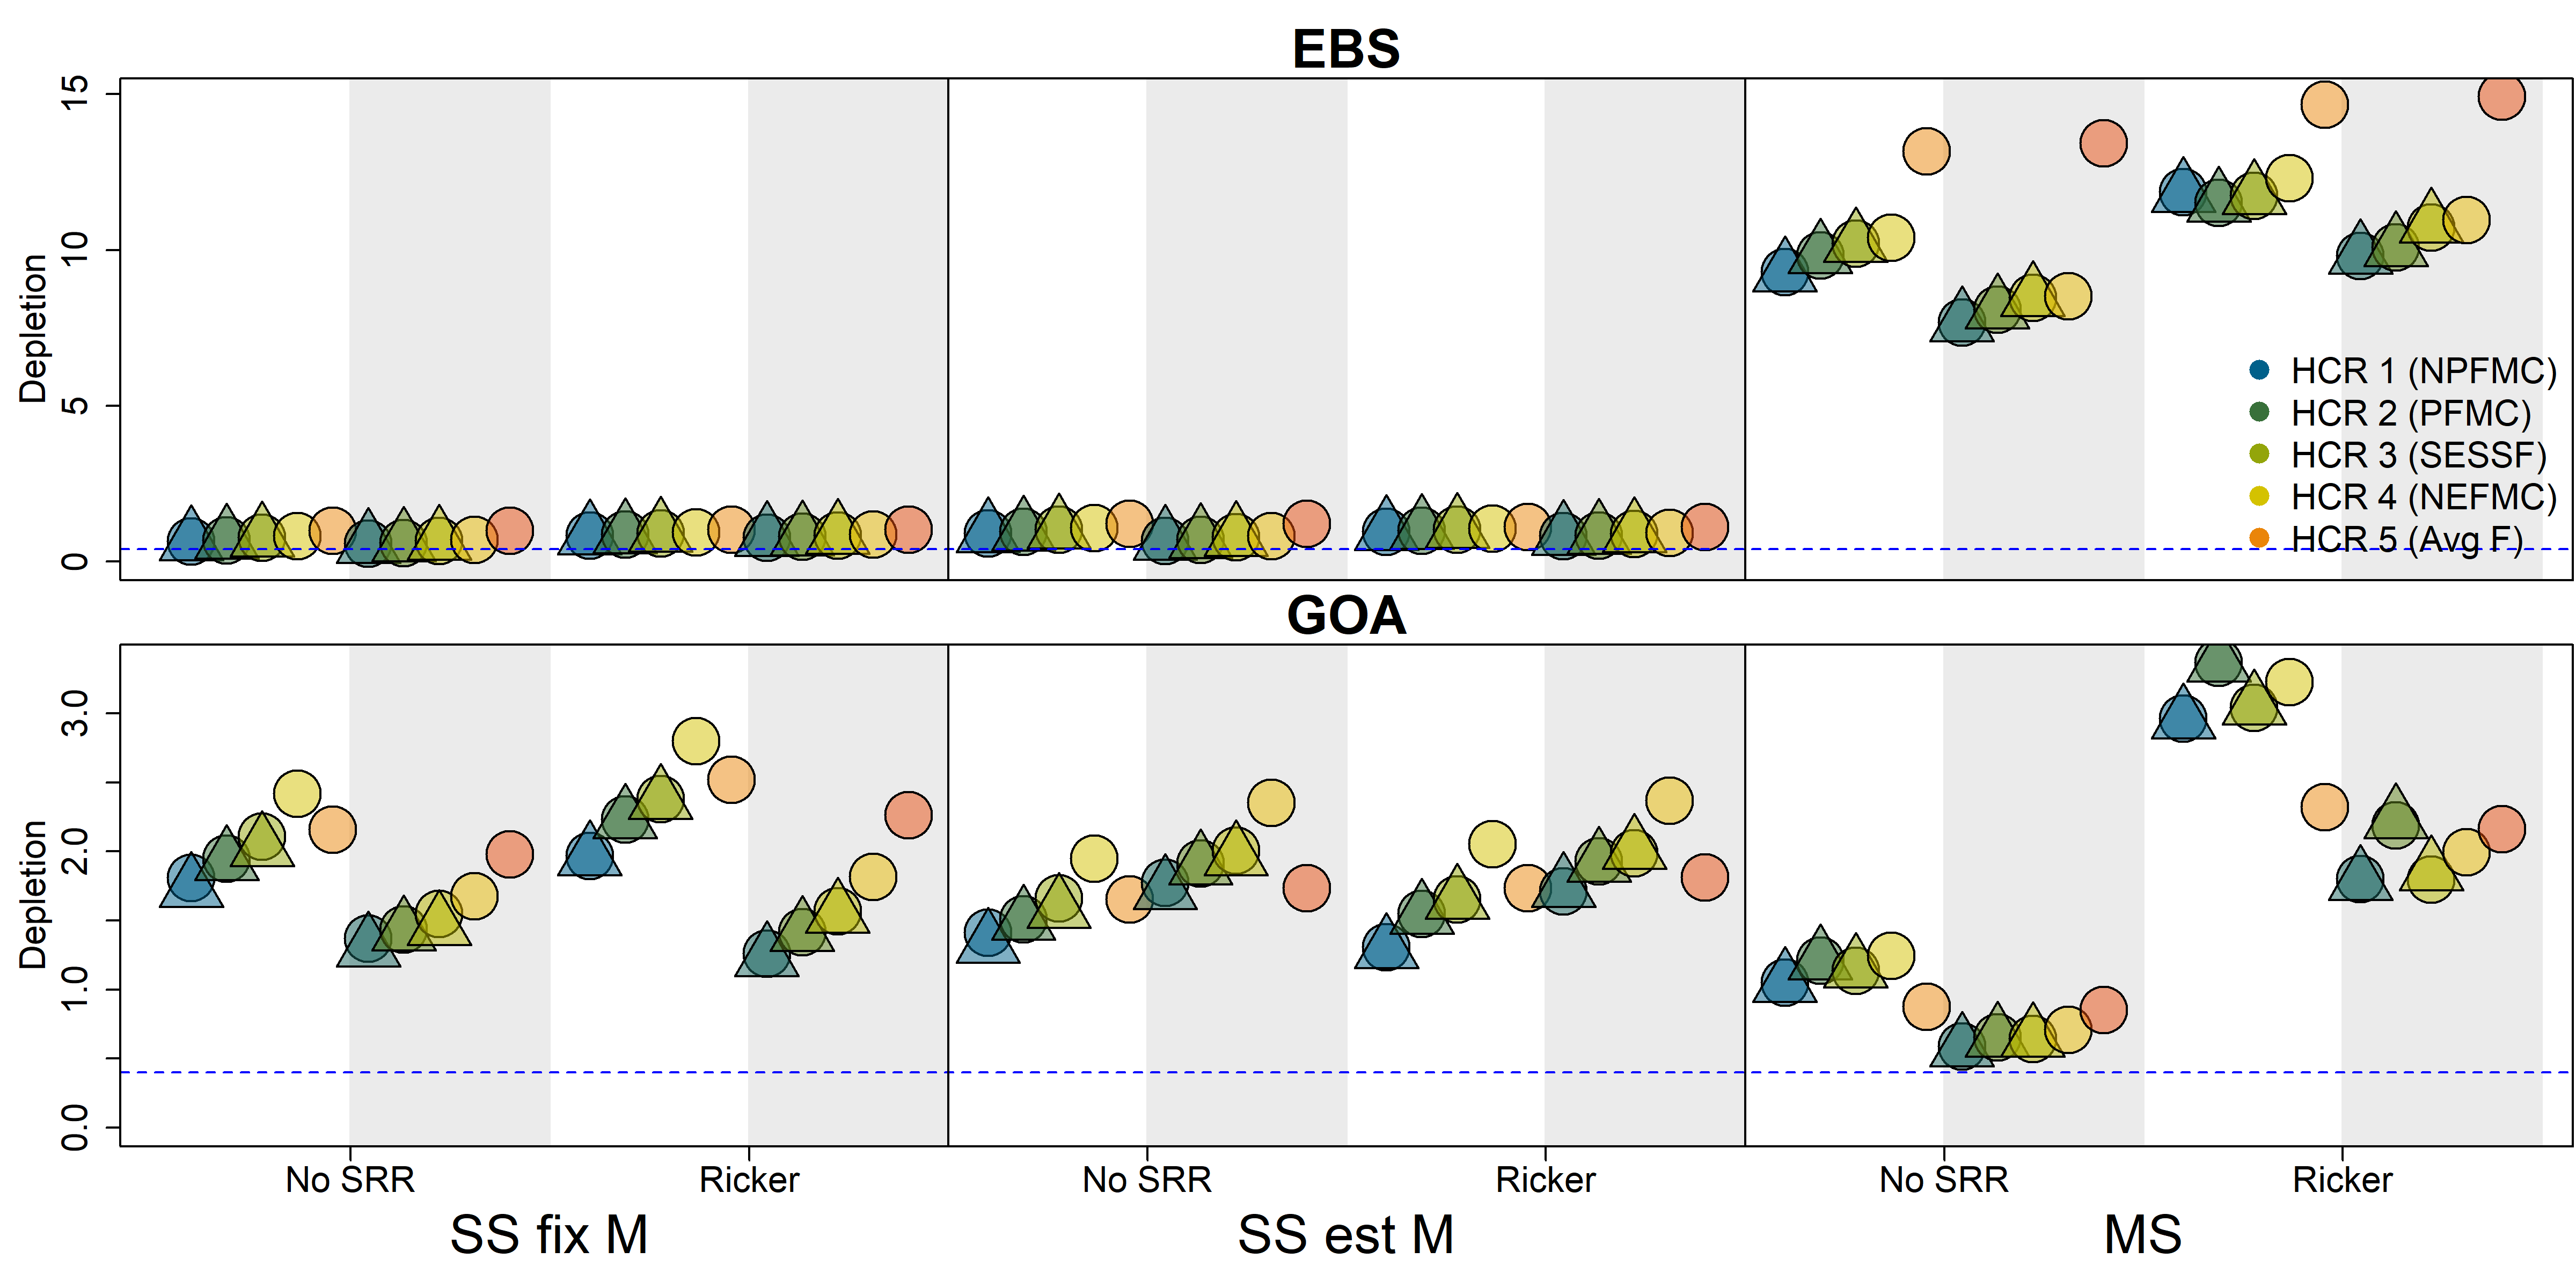 EBS
Depletion
15
10
5
0
HCR 1 (NPFMC)
HCR 2 (PFMC)
HCR 3 (SESSF)
HCR 4 (NEFMC)
HCR 5 (Avg F)
GOA
Depletion
3.0
2.0
1.0
0.0
No SRR Ricker No SRR Ricker No SRR Ricker
SS fix M SS est M MS